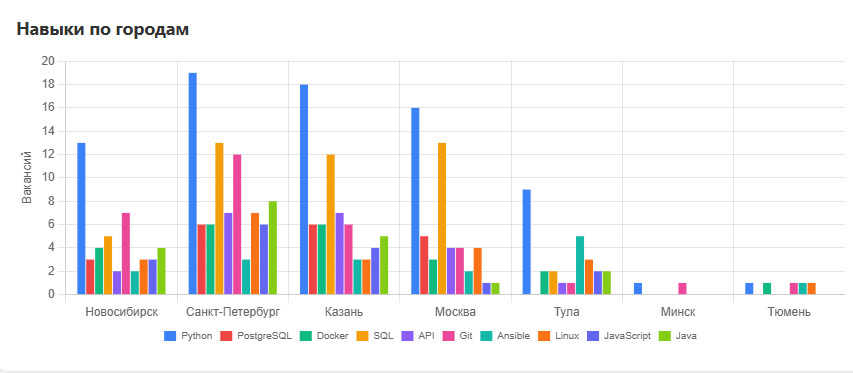 Навыки по городам
20
18
16
14
12
10
8
6
4
2
0
Вакансий
Новосибирск Санкт-Петербург Казань Москва Тула Минск Тюмень
Python PostgreSQL Docker SQL API Git Ansible Linux JavaScript Java